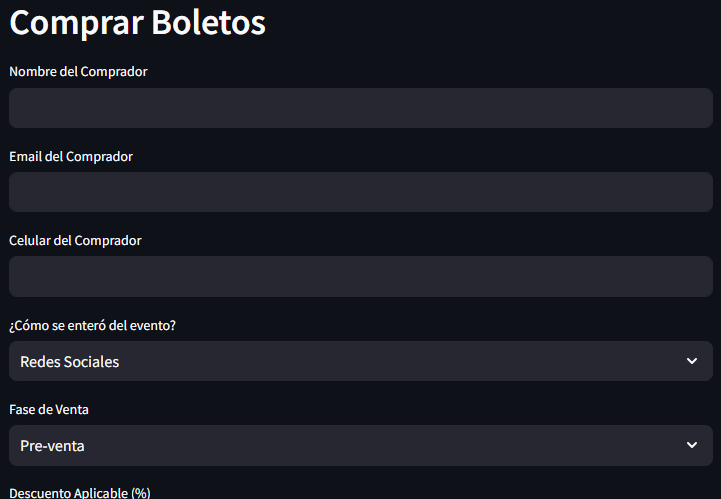 Comprar Boletos
Nombre del Comprador
Email del Comprador
Celular del Comprador
¿Cómo se enteró del evento?
Redes Sociales
Fase de Venta
Pre-venta
Descuento Aplicable (%)